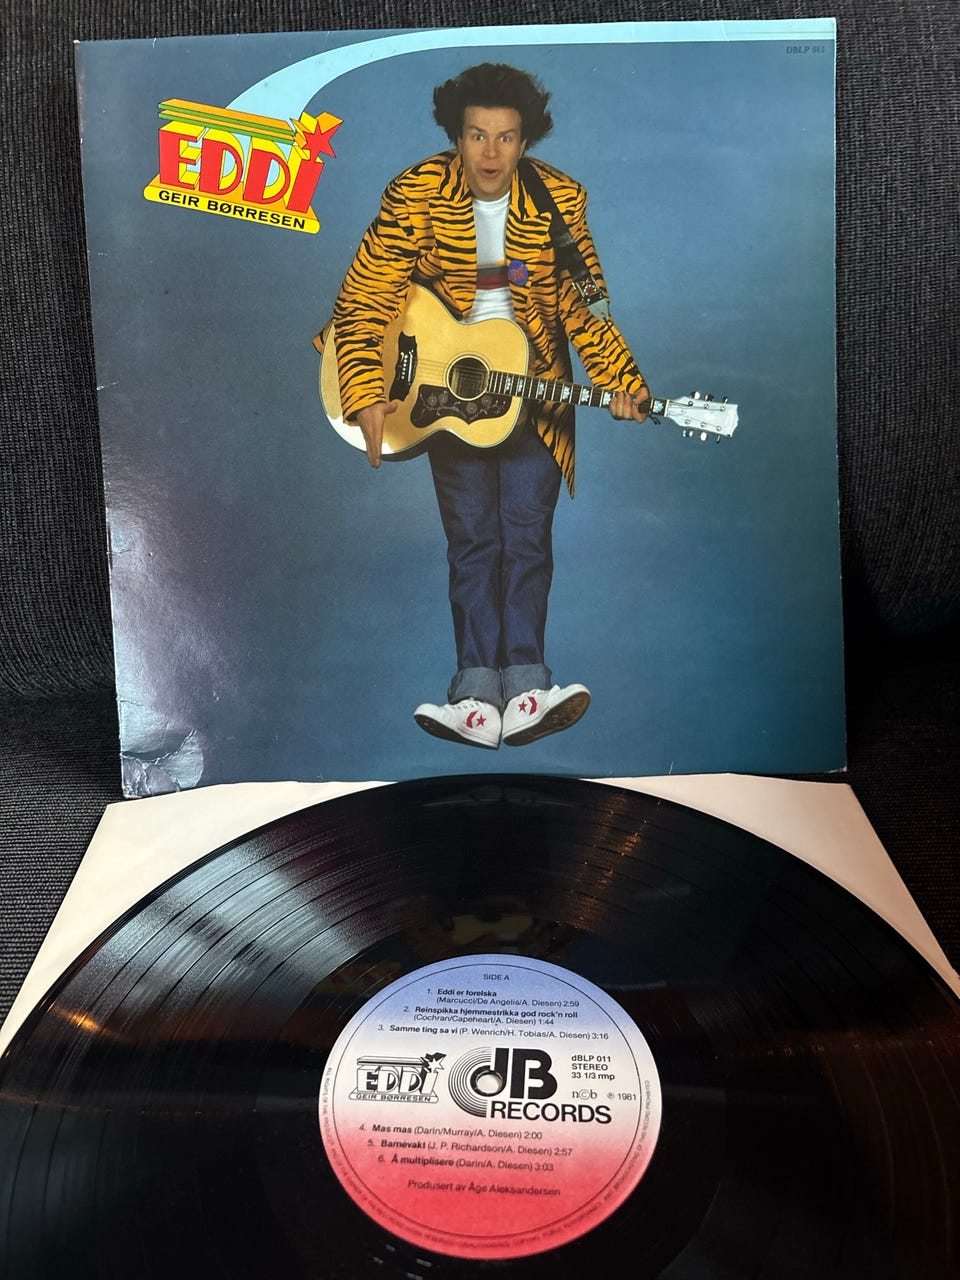 DBLP 011
EDDI
GEIR BØRRESEN
SIDE A
1. Eddi er forelska
(Marcucci/De Angelis/A. Diesen) 2:59
2. Reinspikka hjemmestrikka god rock'n roll
(Cochran/Capeheart/A. Diesen) 1:44
3. Samme ting sa vi (P. Wenrich/H. Tobias/A. Diesen) 3:16
EDDI
GEIR BØRRESEN
dB
RECORDS
dBLP 011
STEREO
33 1/3 rmp
n©b ℗ 1981
4. Mas mas (Darin/Murray/A. Diesen) 2:00
5. Barnevakt (J. P. Richardson/A. Diesen) 2:57
6. Å multiplisere (Darin/A. Diesen) 3:03
Produsert av Åge Aleksandersen